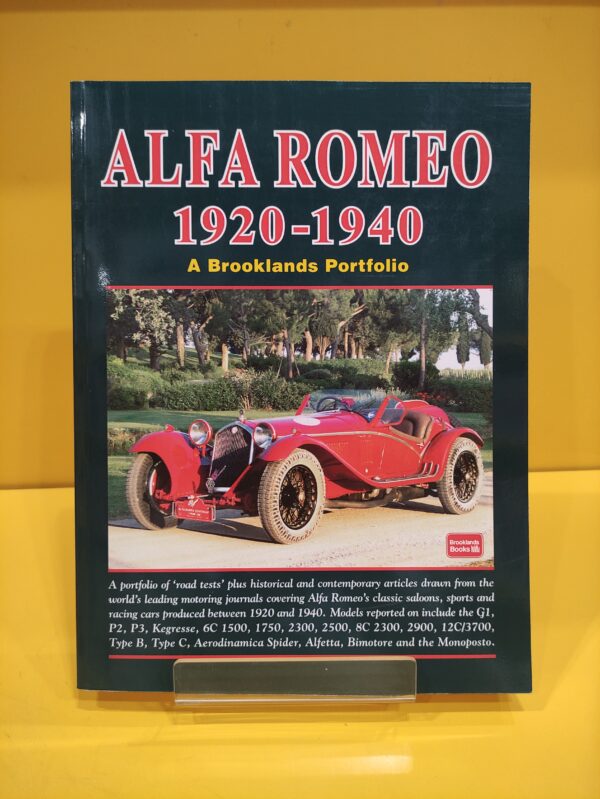 ALFA ROMEO
1920-1940
A Brooklands Portfolio
Brooklands
Books
A portfolio of 'road tests' plus historical and contemporary articles drawn from the
world's leading motoring journals covering Alfa Romeo's classic saloons, sports and
racing cars produced between 1920 and 1940. Models reported on include the G1,
P2, P3, Kegresse, 6C 1500, 1750, 2300, 2500, 8C 2300, 2900, 12C/3700,
Type B, Type C, Aerodinamica Spider, Alfetta, Bimotore and the Monoposto.